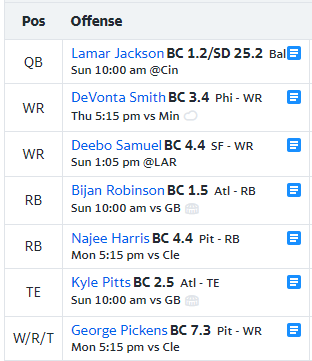 Pos Offense
QB Lamar Jackson BC 1.2/SD 25.2 Bal
Sun 10:00 am @Cin
WR DeVonta Smith BC 3.4 Phi - WR
Thu 5:15 pm vs Min
WR Deebo Samuel BC 4.4 SF - WR
Sun 1:05 pm @LAR
RB Bijan Robinson BC 1.5 Atl - RB
Sun 10:00 am vs GB
RB Najee Harris BC 4.4 Pit - RB
Mon 5:15 pm vs Cle
TE Kyle Pitts BC 2.5 Atl - TE
Sun 10:00 am vs GB
W/R/T George Pickens BC 7.3 Pit - WR
Mon 5:15 pm vs Cle